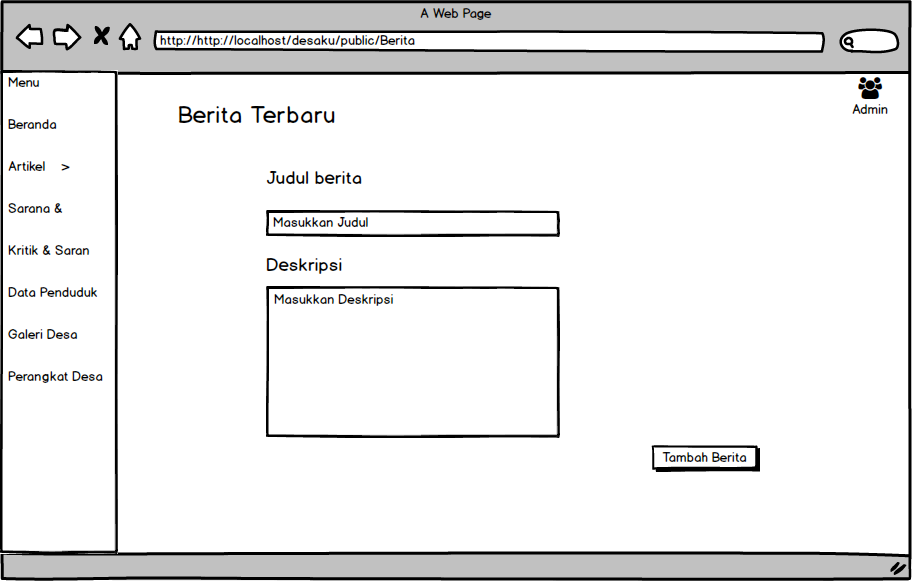 A Web Page
http://http://localhost/desaku/public/Berita
Menu
Admin
Berita Terbaru
Beranda
Artikel >
Judul berita
Sarana &
Masukkan Judul
Kritik & Saran
Deskripsi
Data Penduduk
Masukkan Deskripsi
Galeri Desa
Perangkat Desa
Tambah Berita